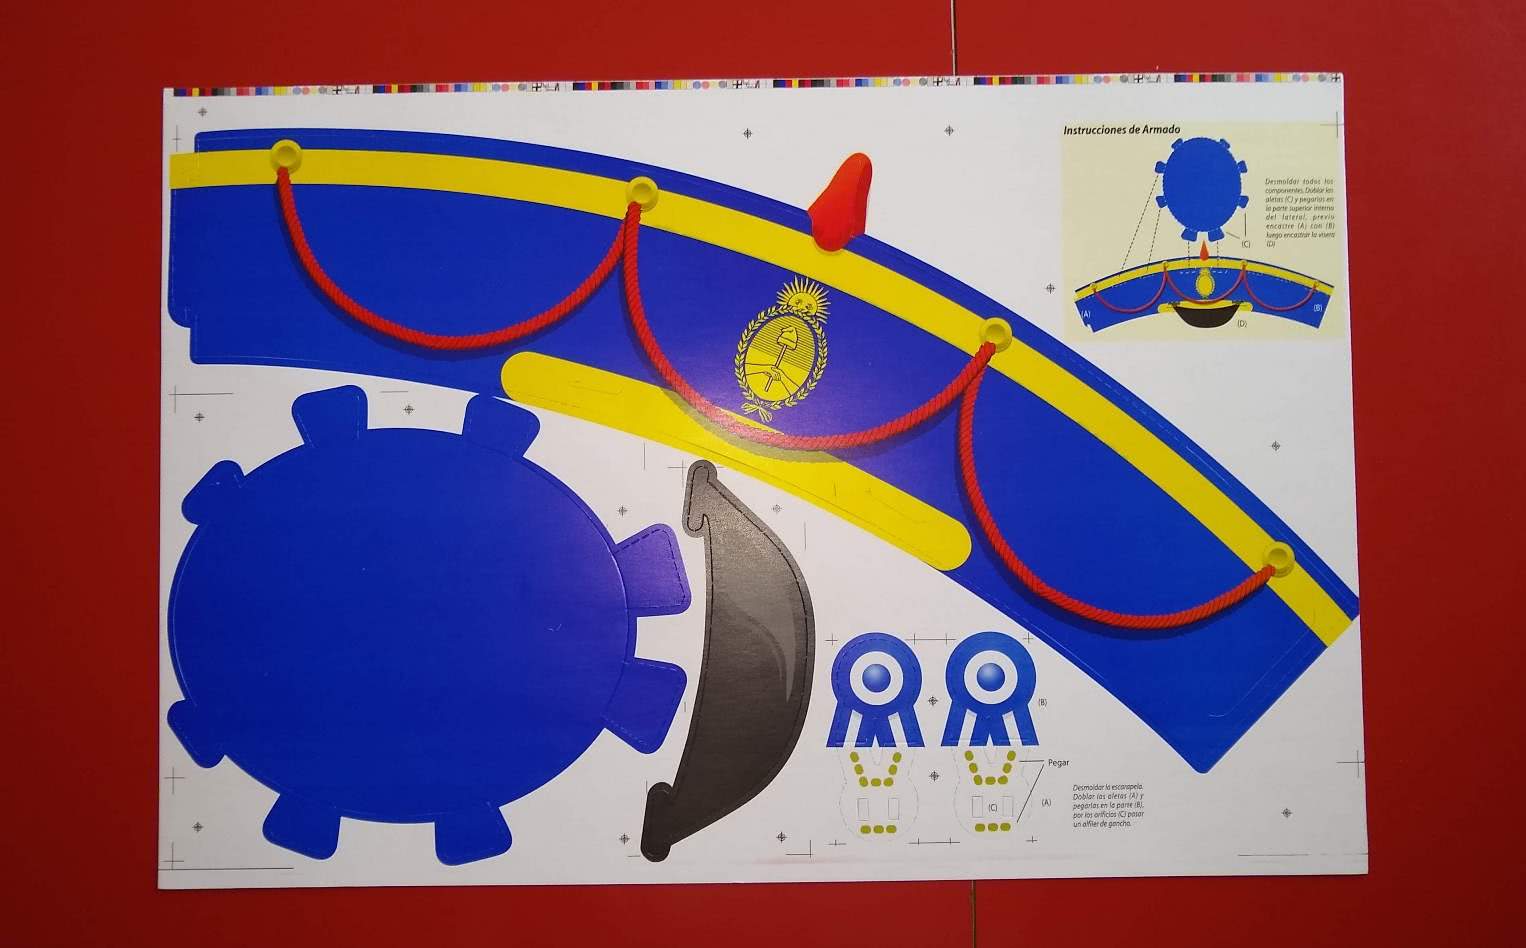 Instrucciones de Armado
Desmoldar todos los
componentes. Doblar las
aletas (C) y pegarlas en
la parte superior interna
del lateral, previo
encastre (A) con (B)
luego encastrar la visera
(D)
(C)
(A)
(B)
(D)
(B)
Pegar
(C)
(A)
Desmoldar la escarapela.
Doblar las aletas (A) y
pegarlas en la parte (B),
por los orificios (C) pasar
un alfiler de gancho.